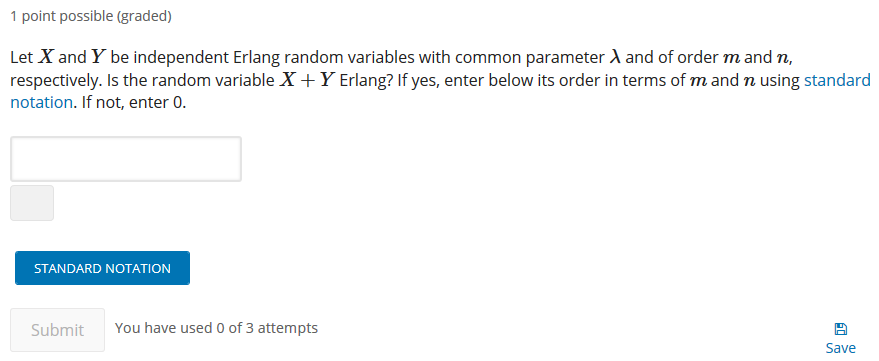 1 point possible (graded)
Let X and Y be independent Erlang random variables with common parameter λ and of order m and n,
respectively. Is the random variable X + Y Erlang? If yes, enter below its order in terms of m and n using standard
notation. If not, enter 0.
STANDARD NOTATION
Submit
You have used 0 of 3 attempts
Save